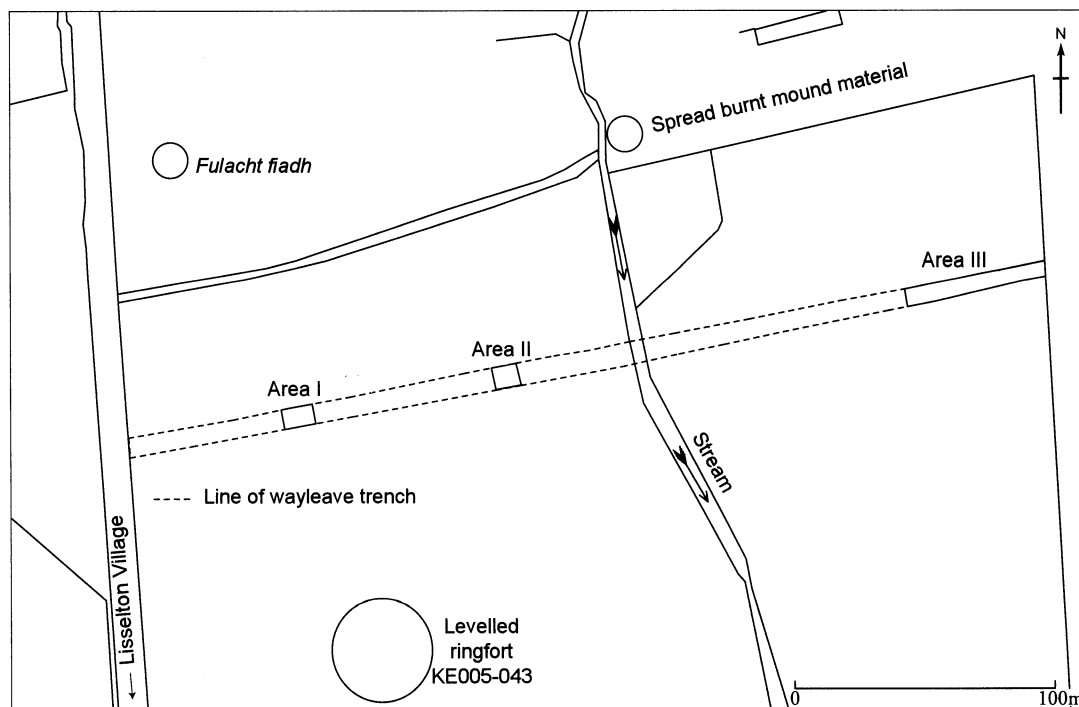 N
Spread burnt mound material
Fulacht fiadh
Area III
Area II
Area I
Stream
Line of wayleave trench
Lisselton Village
Levelled
ringfort
KE005-043
0
100m